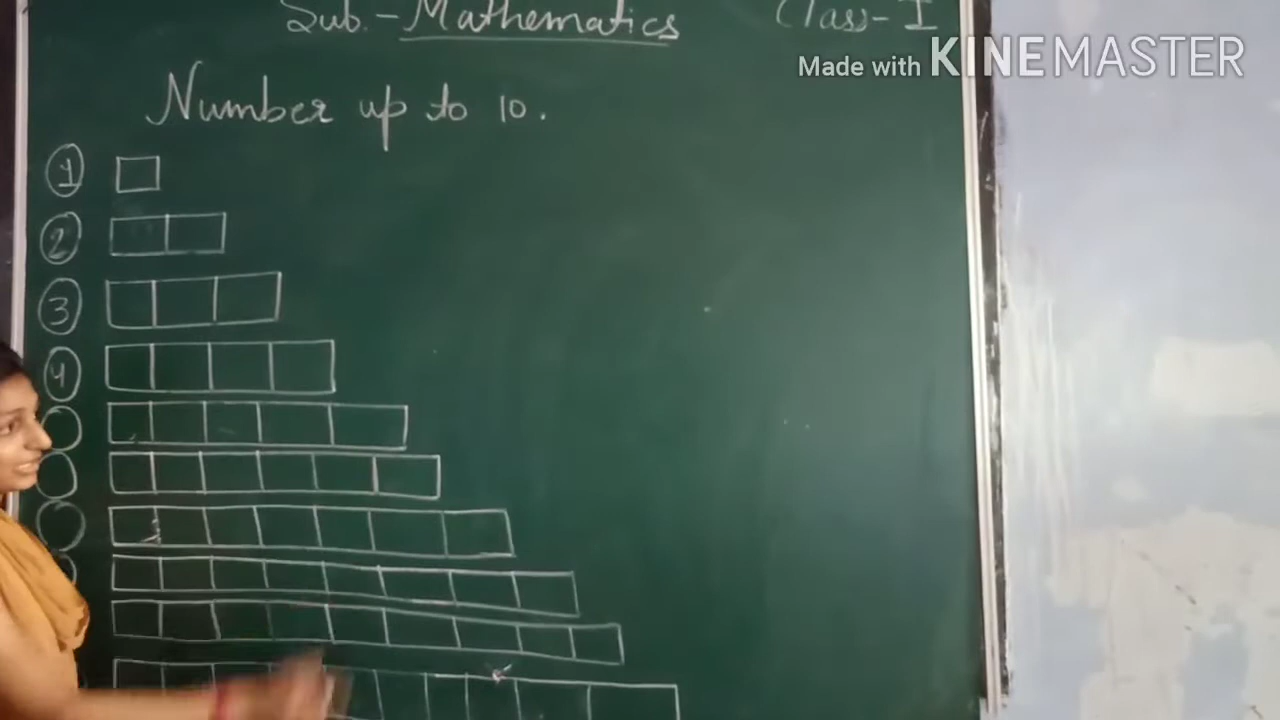 Sub.- Mathematics Class- I
Made with KINEMASTER
Number up to 10.
1
2
3
4